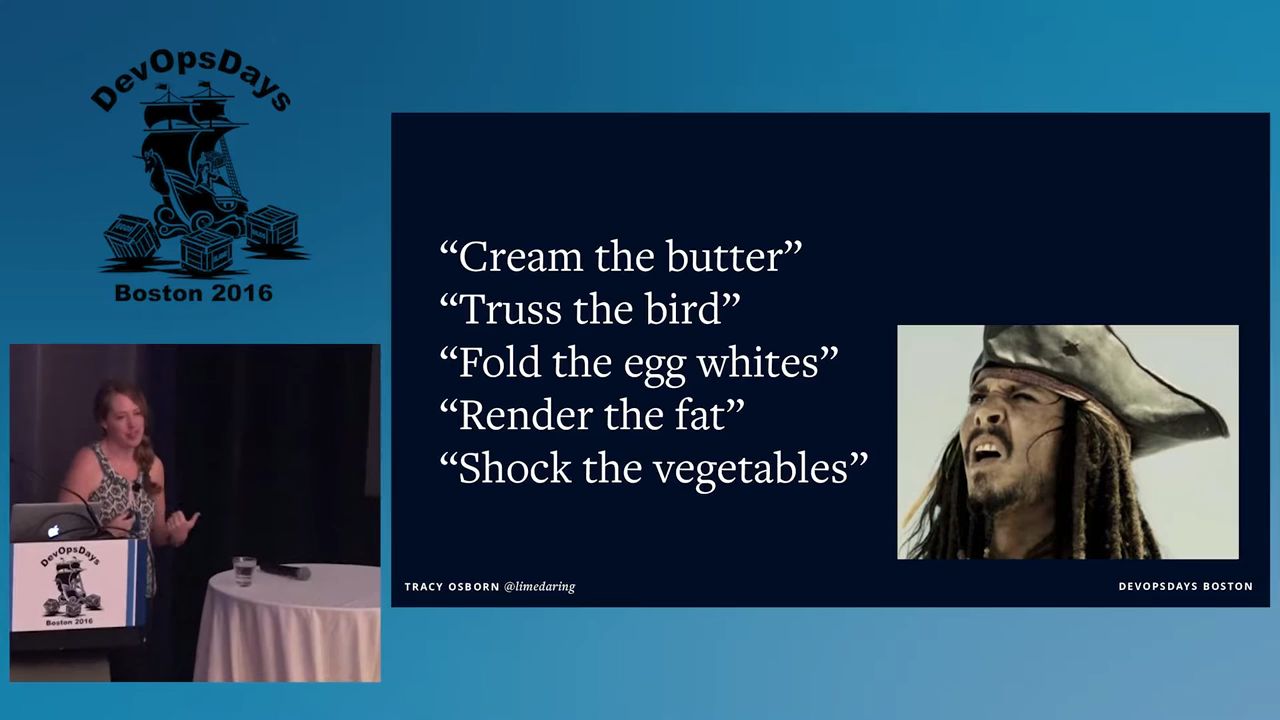 DevOpsDays
Boston 2016
“Cream the butter”
“Truss the bird”
“Fold the egg whites”
“Render the fat”
“Shock the vegetables”
TRACY OSBORN @limedaring
DEVOPSDAYS BOSTON
DevOpsDays
Boston 2016